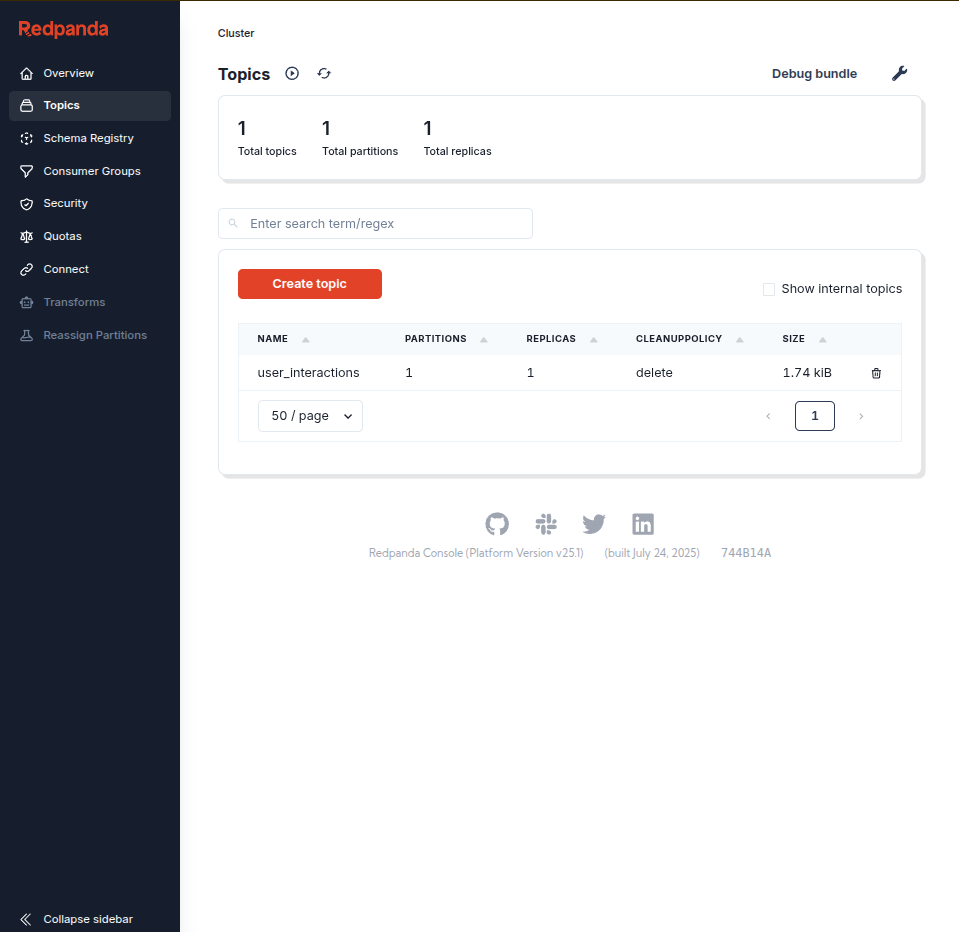 Redpanda
Overview
Topics
Schema Registry
Consumer Groups
Security
Quotas
Connect
Transforms
Reassign Partitions
Collapse sidebar
Cluster
Topics
Debug bundle
1 1 1
Total topics Total partitions Total replicas
Enter search term/regex
Create topic
Show internal topics
NAME PARTITIONS REPLICAS CLEANUPPOLICY SIZE
user_interactions 1 1 delete 1.74 kiB
50 / page
1
Redpanda Console (Platform Version v25.1) (built July 24, 2025) 744B14A